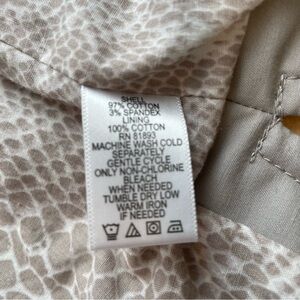 SHELL
97% COTTON
3% SPANDEX
LINING
100% COTTON
RN 81893
MACHINE WASH COLD
SEPARATELY
GENTLE CYCLE
ONLY NON-CHLORINE
BLEACH
WHEN NEEDED
TUMBLE DRY LOW
WARM IRON
IF NEEDED